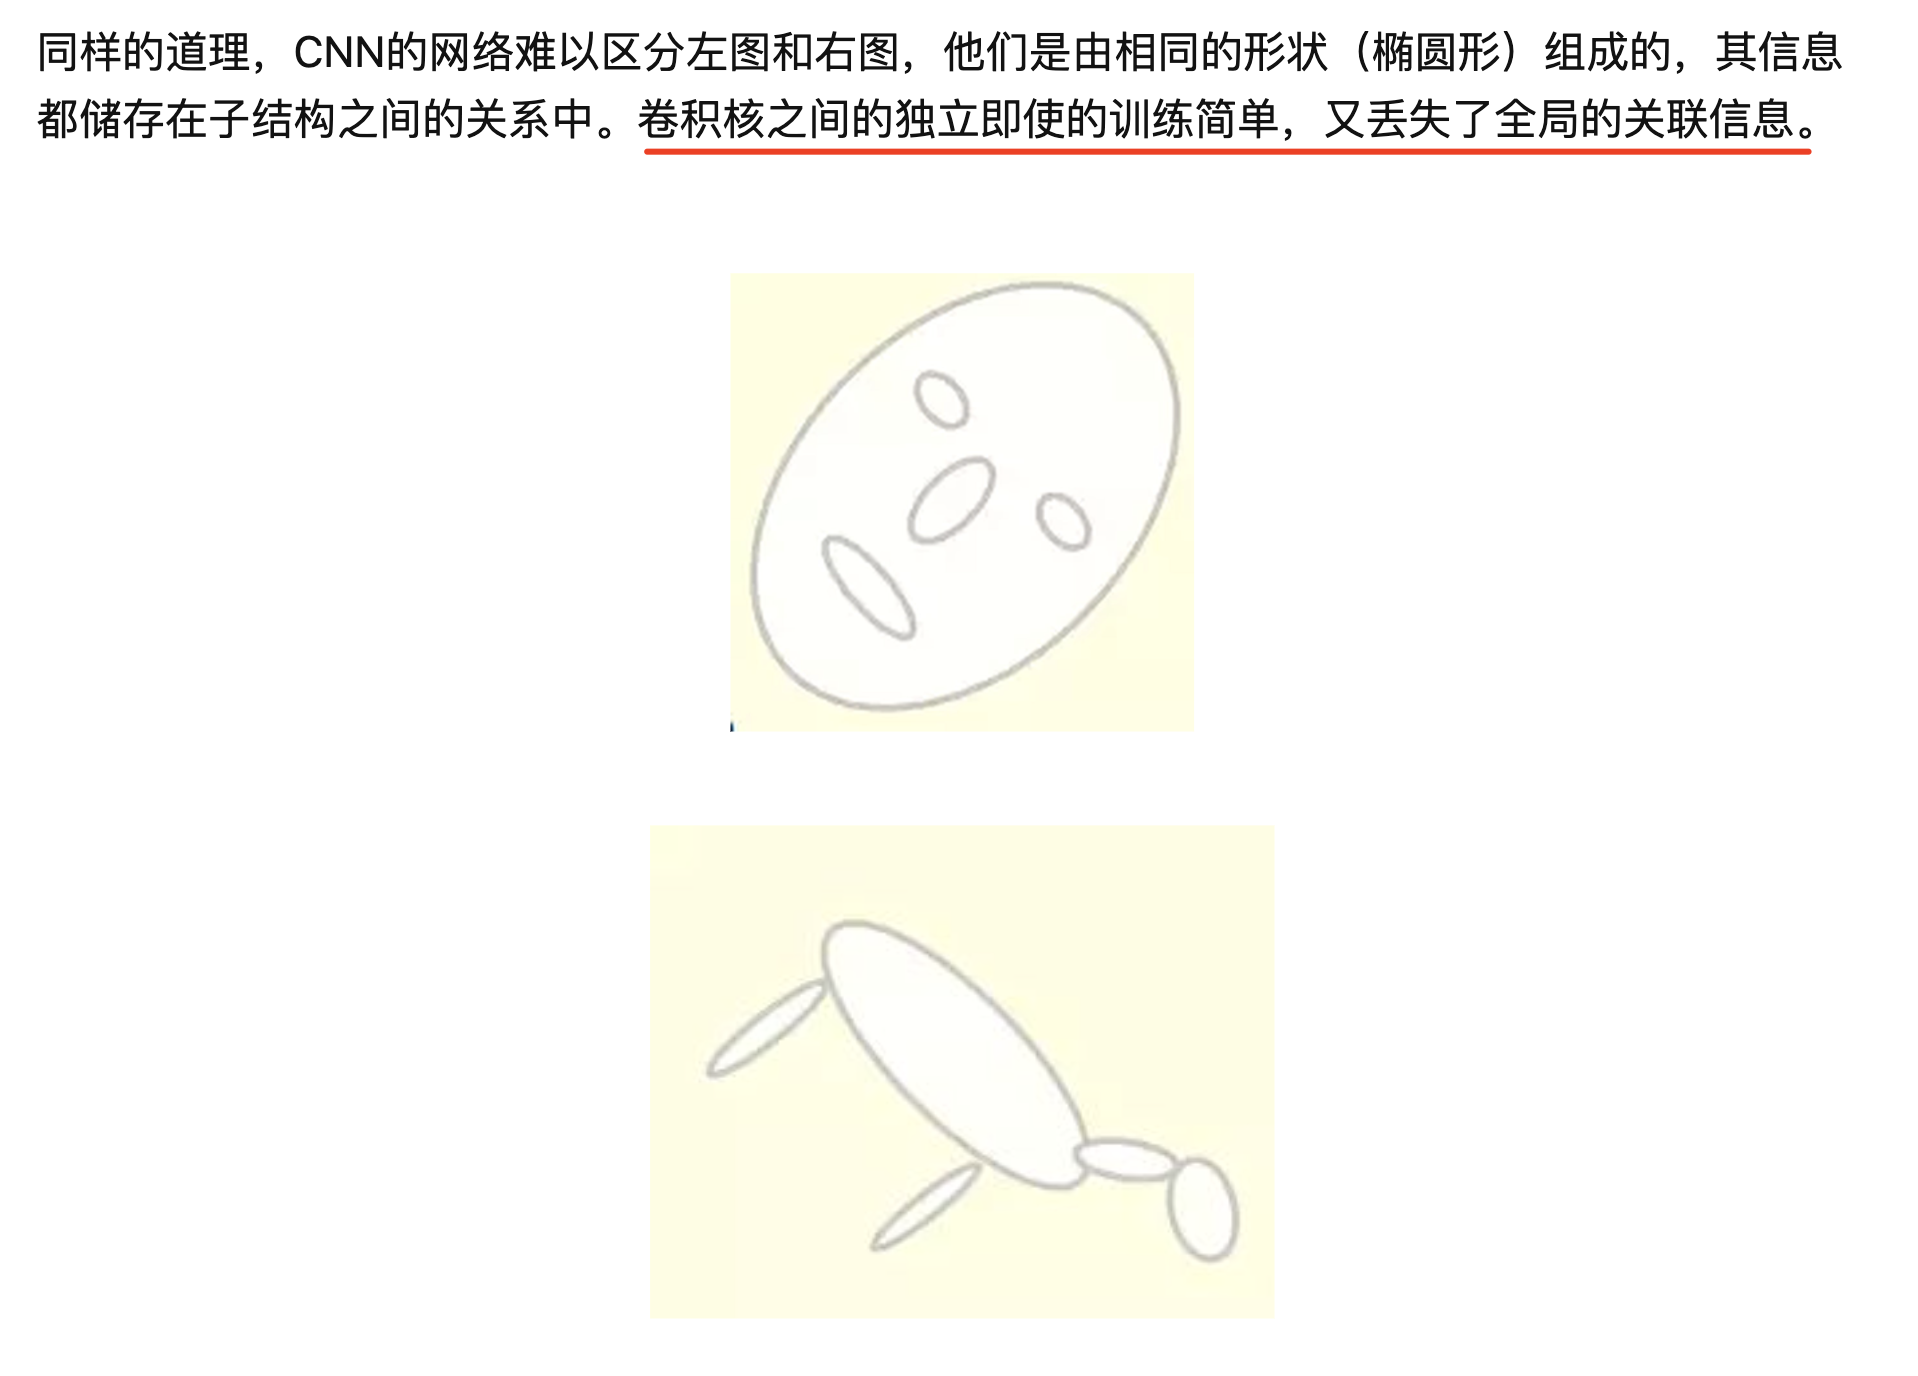 同样的道理，CNN的网络难以区分左图和右图，他们是由相同的形状（椭圆形）组成的，其信息
都储存在子结构之间的关系中。卷积核之间的独立即使的训练简单，又丢失了全局的关联信息。